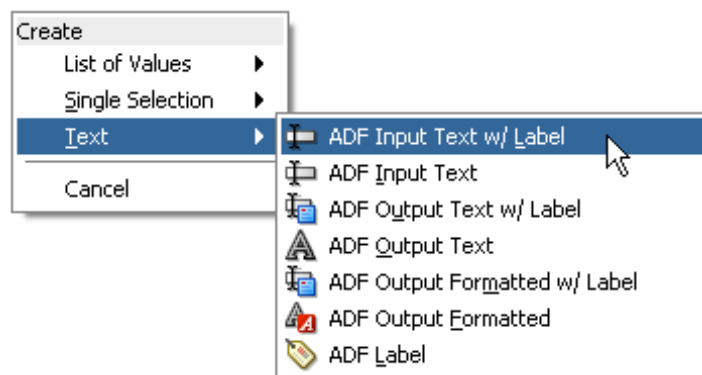 Create
List of Values
Single Selection
Text
Cancel
ADF Input Text w/ Label
ADF Input Text
ADF Output Text w/ Label
ADF Output Text
ADF Output Formatted w/ Label
ADF Output Formatted
ADF Label